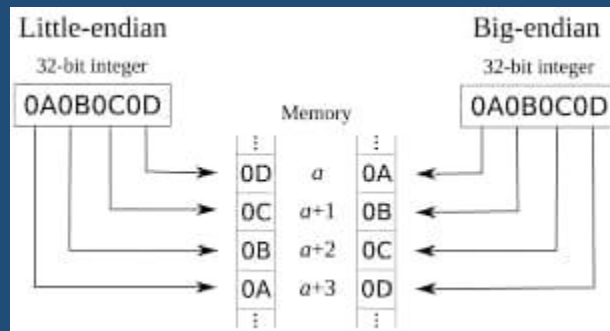 Little-endian
Big-endian
32-bit integer
32-bit integer
0A0B0C0D
0A0B0C0D
Memory
⋮ ⋮
0D a 0A
0C a+1 0B
0B a+2 0C
0A a+3 0D
⋮ ⋮